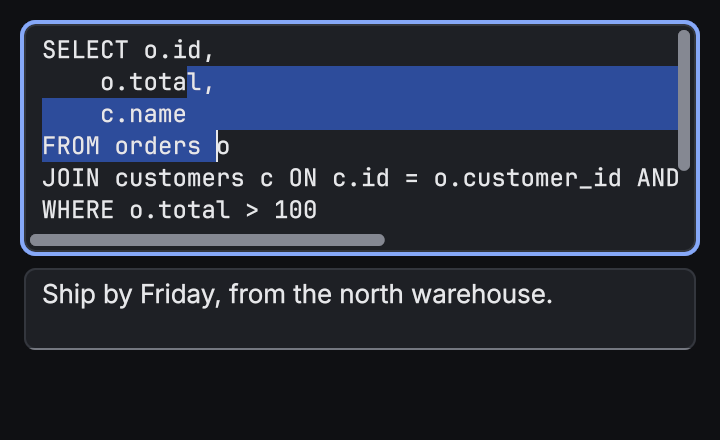 SELECT o.id,
    o.total,
    c.name
FROM orders o
JOIN customers c ON c.id = o.customer_id AND
WHERE o.total > 100
Ship by Friday, from the north warehouse.